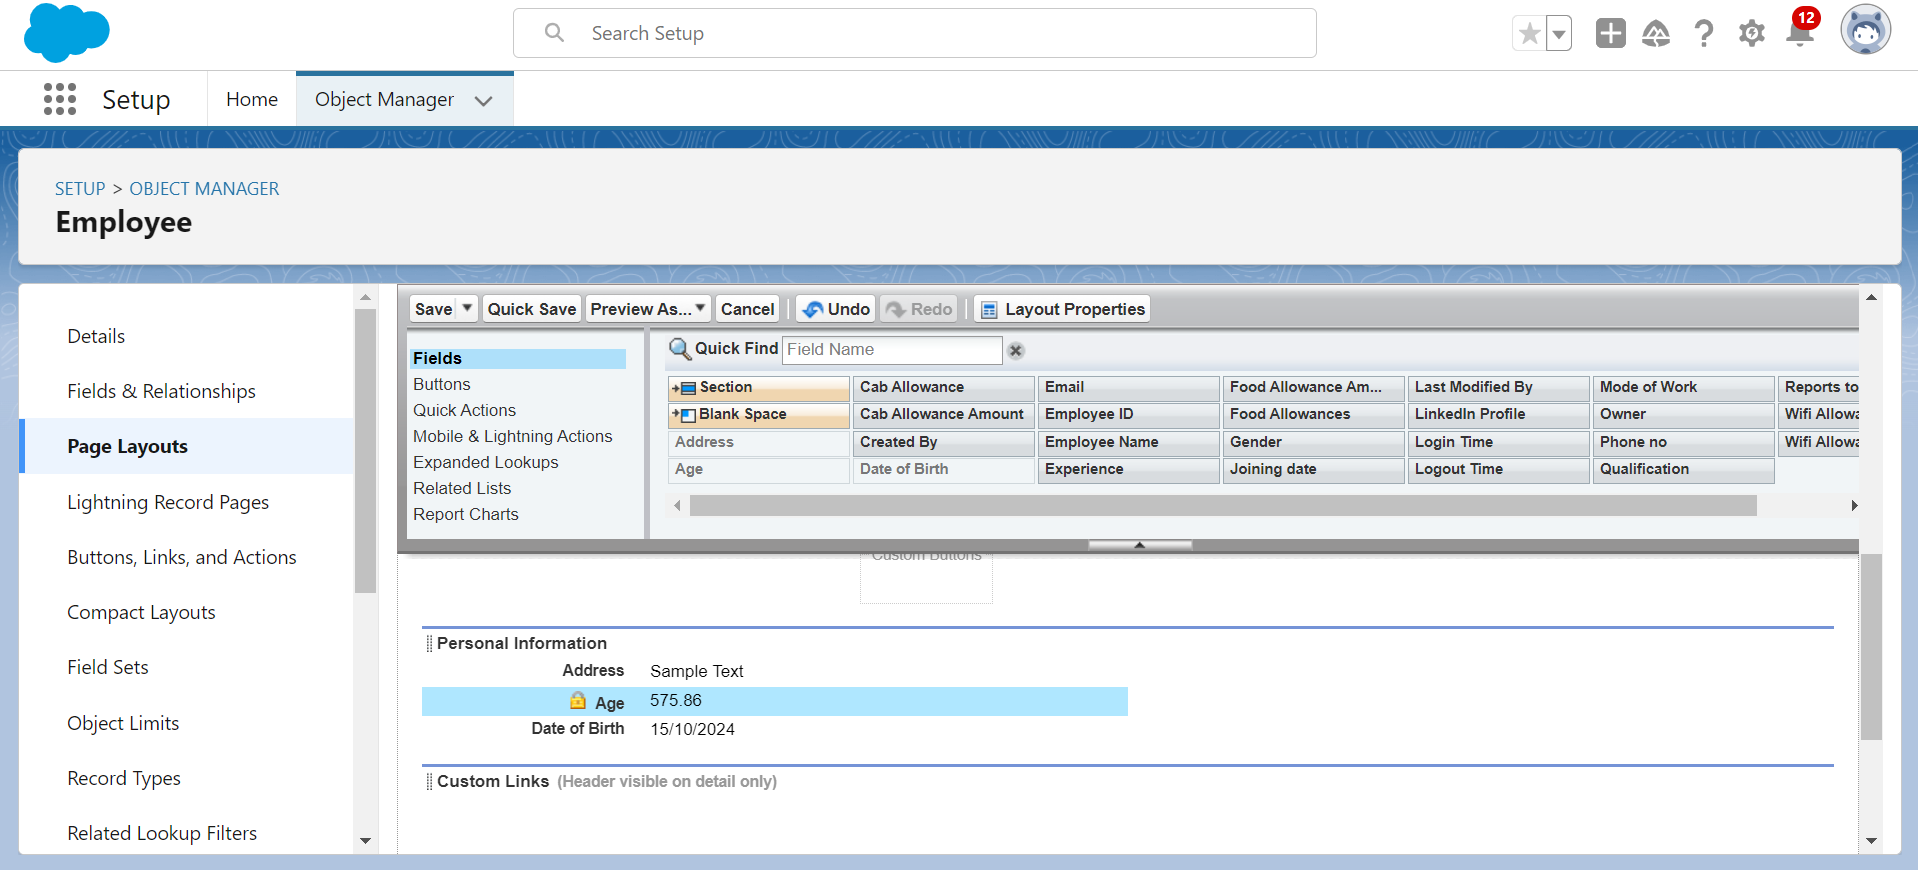 Search Setup
12
Setup
Home
Object Manager
SETUP > OBJECT MANAGER
Employee
Details
Fields & Relationships
Page Layouts
Lightning Record Pages
Buttons, Links, and Actions
Compact Layouts
Field Sets
Object Limits
Record Types
Related Lookup Filters
Save
Quick Save
Preview As...
Cancel
Undo
Redo
Layout Properties
Fields
Buttons
Quick Actions
Mobile & Lightning Actions
Expanded Lookups
Related Lists
Report Charts
Quick Find
Field Name
Section
Cab Allowance
Email
Food Allowance Am...
Last Modified By
Mode of Work
Reports to
Blank Space
Cab Allowance Amount
Employee ID
Food Allowances
LinkedIn Profile
Owner
Wifi Allowa
Address
Created By
Employee Name
Gender
Login Time
Phone no
Wifi Allowa
Age
Date of Birth
Experience
Joining date
Logout Time
Qualification
Custom Buttons
Personal Information
Address Sample Text
Age 575.86
Date of Birth 15/10/2024
Custom Links (Header visible on detail only)